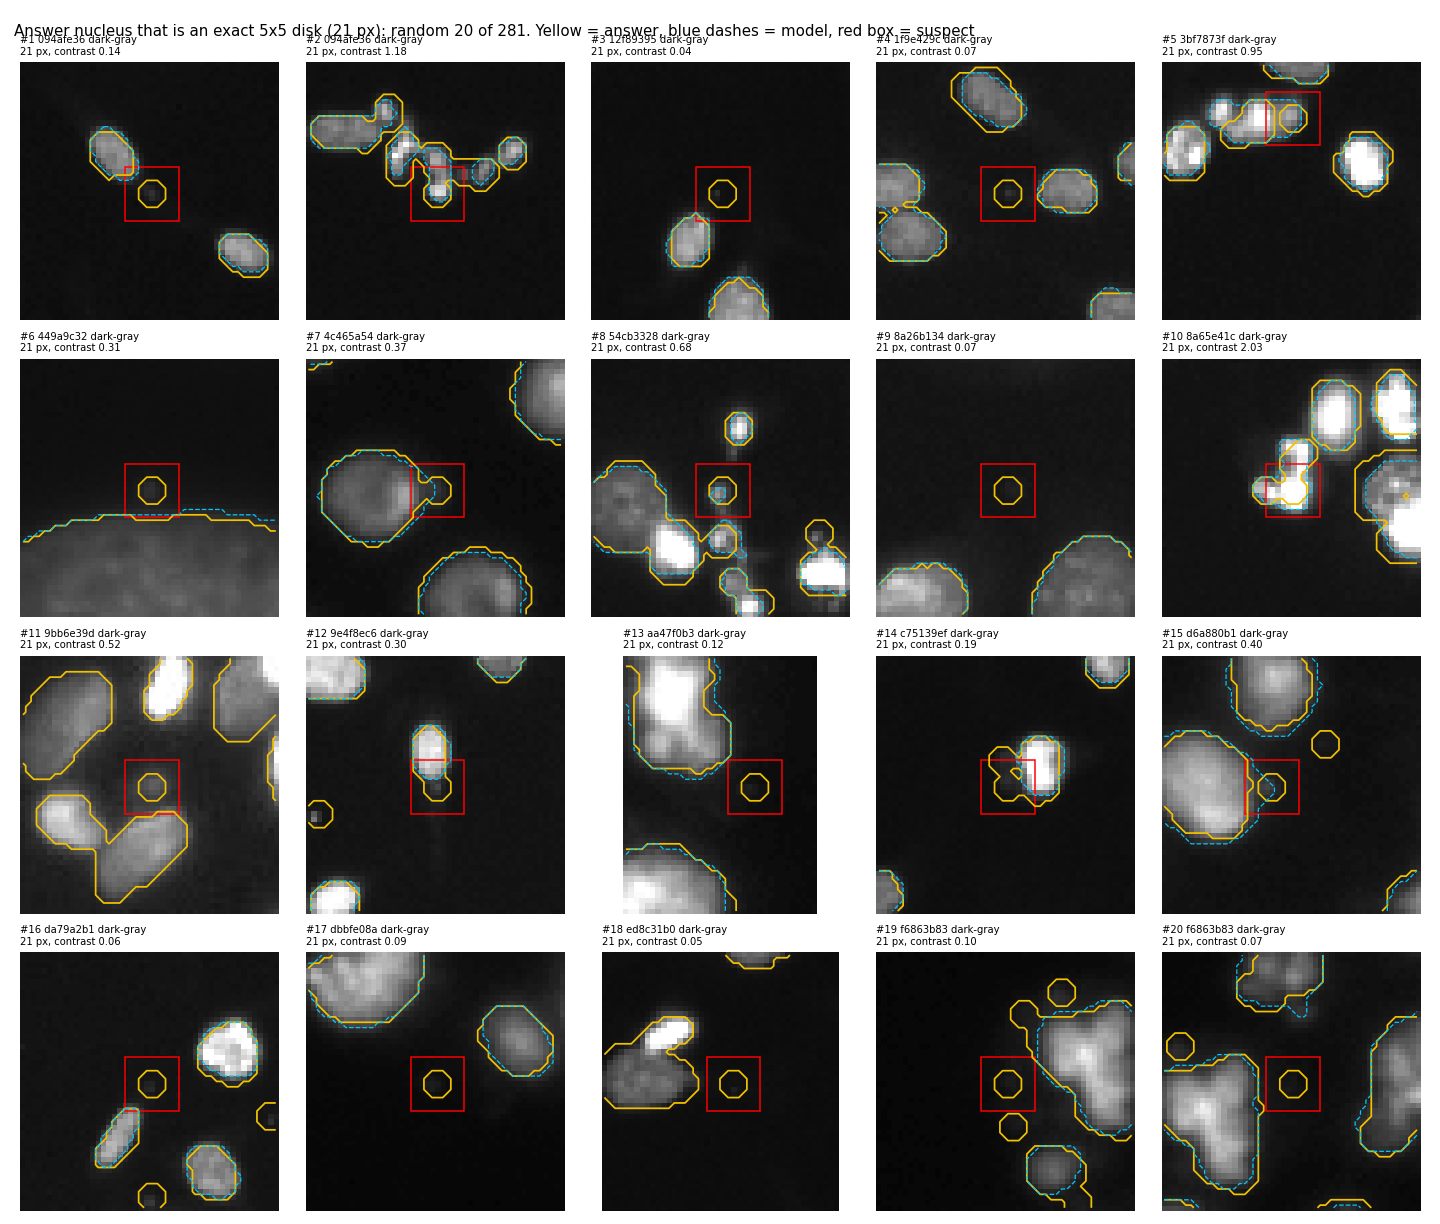 Answer nucleus that is an exact 5x5 disk (21 px): random 20 of 281. Yellow = answer, blue dashes = model, red box = suspect
#1 094afe36 dark-gray
21 px, contrast 0.14
#2 094afe36 dark-gray
21 px, contrast 1.18
#3 12f89395 dark-gray
21 px, contrast 0.04
#4 1f9e429c dark-gray
21 px, contrast 0.07
#5 3bf7873f dark-gray
21 px, contrast 0.95
#6 449a9c32 dark-gray
21 px, contrast 0.31
#7 4c465a54 dark-gray
21 px, contrast 0.37
#8 54cb3328 dark-gray
21 px, contrast 0.68
#9 8a26b134 dark-gray
21 px, contrast 0.07
#10 8a65e41c dark-gray
21 px, contrast 2.03
#11 9bb6e39d dark-gray
21 px, contrast 0.52
#12 9e4f8ec6 dark-gray
21 px, contrast 0.30
#13 aa47f0b3 dark-gray
21 px, contrast 0.12
#14 c75139ef dark-gray
21 px, contrast 0.19
#15 d6a880b1 dark-gray
21 px, contrast 0.40
#16 da79a2b1 dark-gray
21 px, contrast 0.06
#17 dbbfe08a dark-gray
21 px, contrast 0.09
#18 ed8c31b0 dark-gray
21 px, contrast 0.05
#19 f6863b83 dark-gray
21 px, contrast 0.10
#20 f6863b83 dark-gray
21 px, contrast 0.07